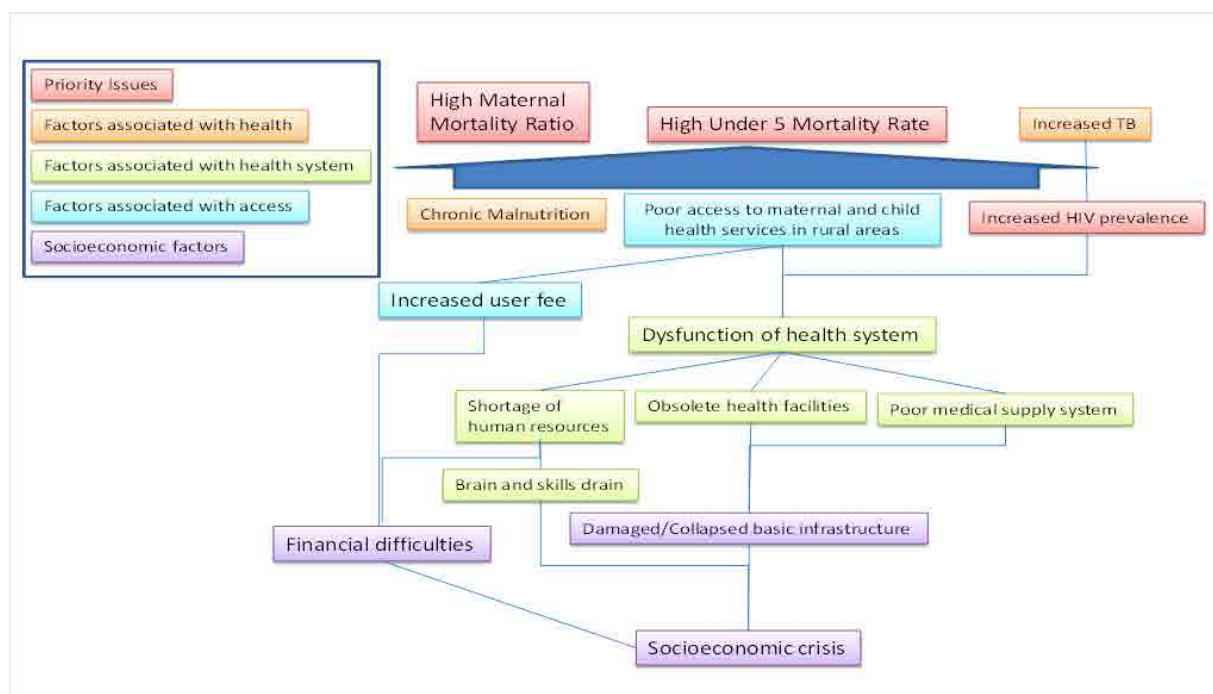 Priority Issues
Factors associated with health
Factors associated with health system
Factors associated with access
Socioeconomic factors
High Maternal
Mortality Ratio
High Under 5 Mortality Rate
Increased TB
Chronic Malnutrition
Poor access to maternal and child
health services in rural areas
Increased HIV prevalence
Increased user fee
Dysfunction of health system
Shortage of
human resources
Obsolete health facilities
Poor medical supply system
Brain and skills drain
Damaged/Collapsed basic infrastructure
Financial difficulties
Socioeconomic crisis